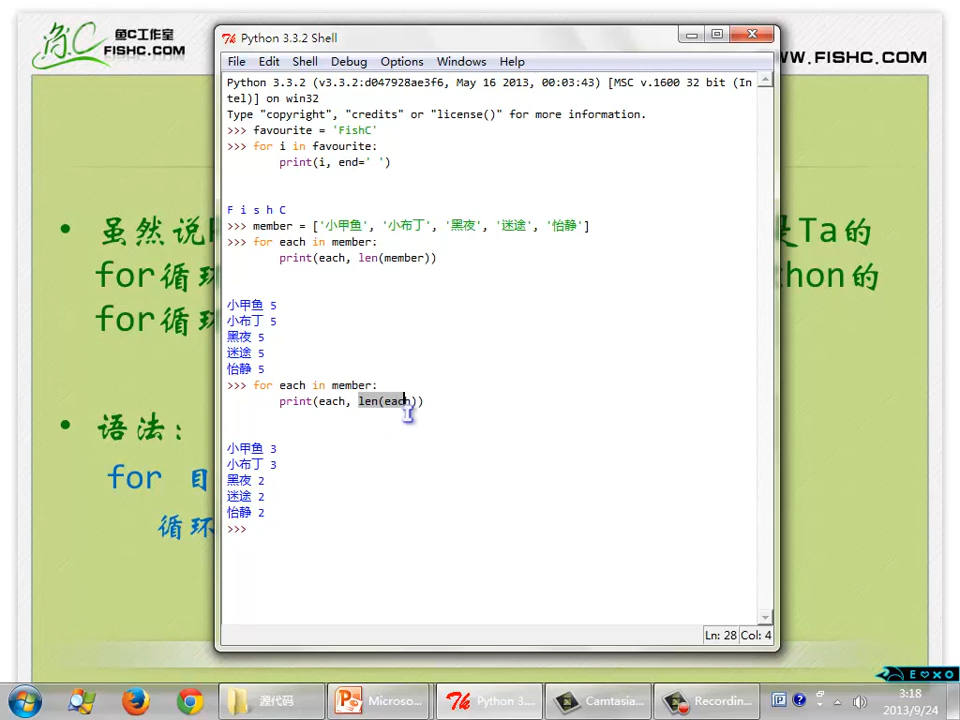 鱼C工作室
FISHC.COM
Python 3.3.2 Shell
WW.FISHC.COM
File Edit Shell Debug Options Windows Help
Python 3.3.2 (v3.3.2:d047928ae3f6, May 16 2013, 00:03:43) [MSC v.1600 32 bit (In
tel)] on win32
Type "copyright", "credits" or "license()" for more information.
>>> favourite = 'FishC'
>>> for i in favourite:
print(i, end=' ')
F i s h C
>>> member = ['小甲鱼', '小布丁', '黑夜', '迷途', '怡静']
>>> for each in member:
print(each, len(member))
小甲鱼 5
小布丁 5
黑夜 5
迷途 5
怡静 5
>>> for each in member:
print(each, len(each))
小甲鱼 3
小布丁 3
黑夜 2
迷途 2
怡静 2
>>>
• 虽然说 是Ta的
for循环 thon的
for循环
• 语法:
for 目
循环
Ln: 28 Col: 4
源代码 Microso... Python 3.... Camtasia... Recordin...
3:18
2013/9/24